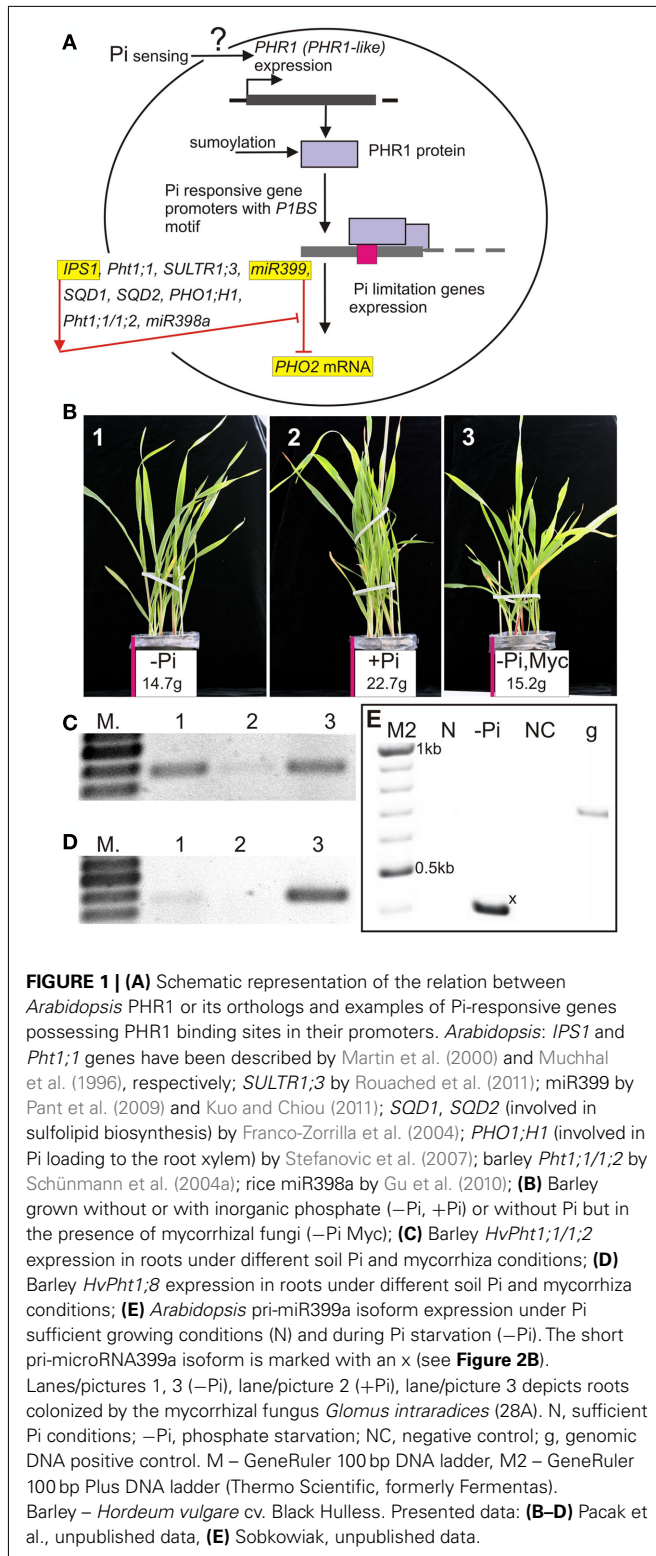 A
?
Pi sensing
PHR1 (PHR1-like)
expression
sumoylation
PHR1 protein
Pi responsive gene
promoters with P1BS
motif
IPS1, Pht1;1, SULTR1;3, miR399,
SQD1, SQD2, PHO1;H1,
Pht1;1/1;2, miR398a
Pi limitation genes
expression
PHO2 mRNA
B
1
2
3
-Pi
14.7g
+Pi
22.7g
-Pi,Myc
15.2g
C
M. 1 2 3
D
M. 1 2 3
E
M2 N -Pi NC g
1kb
0.5kb
x
FIGURE 1 | (A) Schematic representation of the relation between
Arabidopsis PHR1 or its orthologs and examples of Pi-responsive genes
possessing PHR1 binding sites in their promoters. Arabidopsis: IPS1 and
Pht1;1 genes have been described by Martin et al. (2000) and Muchhal
et al. (1996), respectively; SULTR1;3 by Rouached et al. (2011); miR399 by
Pant et al. (2009) and Kuo and Chiou (2011); SQD1, SQD2 (involved in
sulfolipid biosynthesis) by Franco-Zorrilla et al. (2004); PHO1;H1 (involved in
Pi loading to the root xylem) by Stefanovic et al. (2007); barley Pht1;1/1;2 by
Schünmann et al. (2004a); rice miR398a by Gu et al. (2010); (B) Barley
grown without or with inorganic phosphate (−Pi, +Pi) or without Pi but in
the presence of mycorrhizal fungi (−Pi Myc); (C) Barley HvPht1;1/1;2
expression in roots under different soil Pi and mycorrhiza conditions; (D)
Barley HvPht1;8 expression in roots under different soil Pi and mycorrhiza
conditions; (E) Arabidopsis pri-miR399a isoform expression under Pi
sufficient growing conditions (N) and during Pi starvation (−Pi). The short
pri-microRNA399a isoform is marked with an x (see Figure 2B).
Lanes/pictures 1, 3 (−Pi), lane/picture 2 (+Pi), lane/picture 3 depicts roots
colonized by the mycorrhizal fungus Glomus intraradices (28A). N, sufficient
Pi conditions; −Pi, phosphate starvation; NC, negative control; g, genomic
DNA positive control. M – GeneRuler 100 bp DNA ladder, M2 – GeneRuler
100 bp Plus DNA ladder (Thermo Scientific, formerly Fermentas).
Barley – Hordeum vulgare cv. Black Hulless. Presented data: (B–D) Pacak et
al., unpublished data, (E) Sobkowiak, unpublished data.